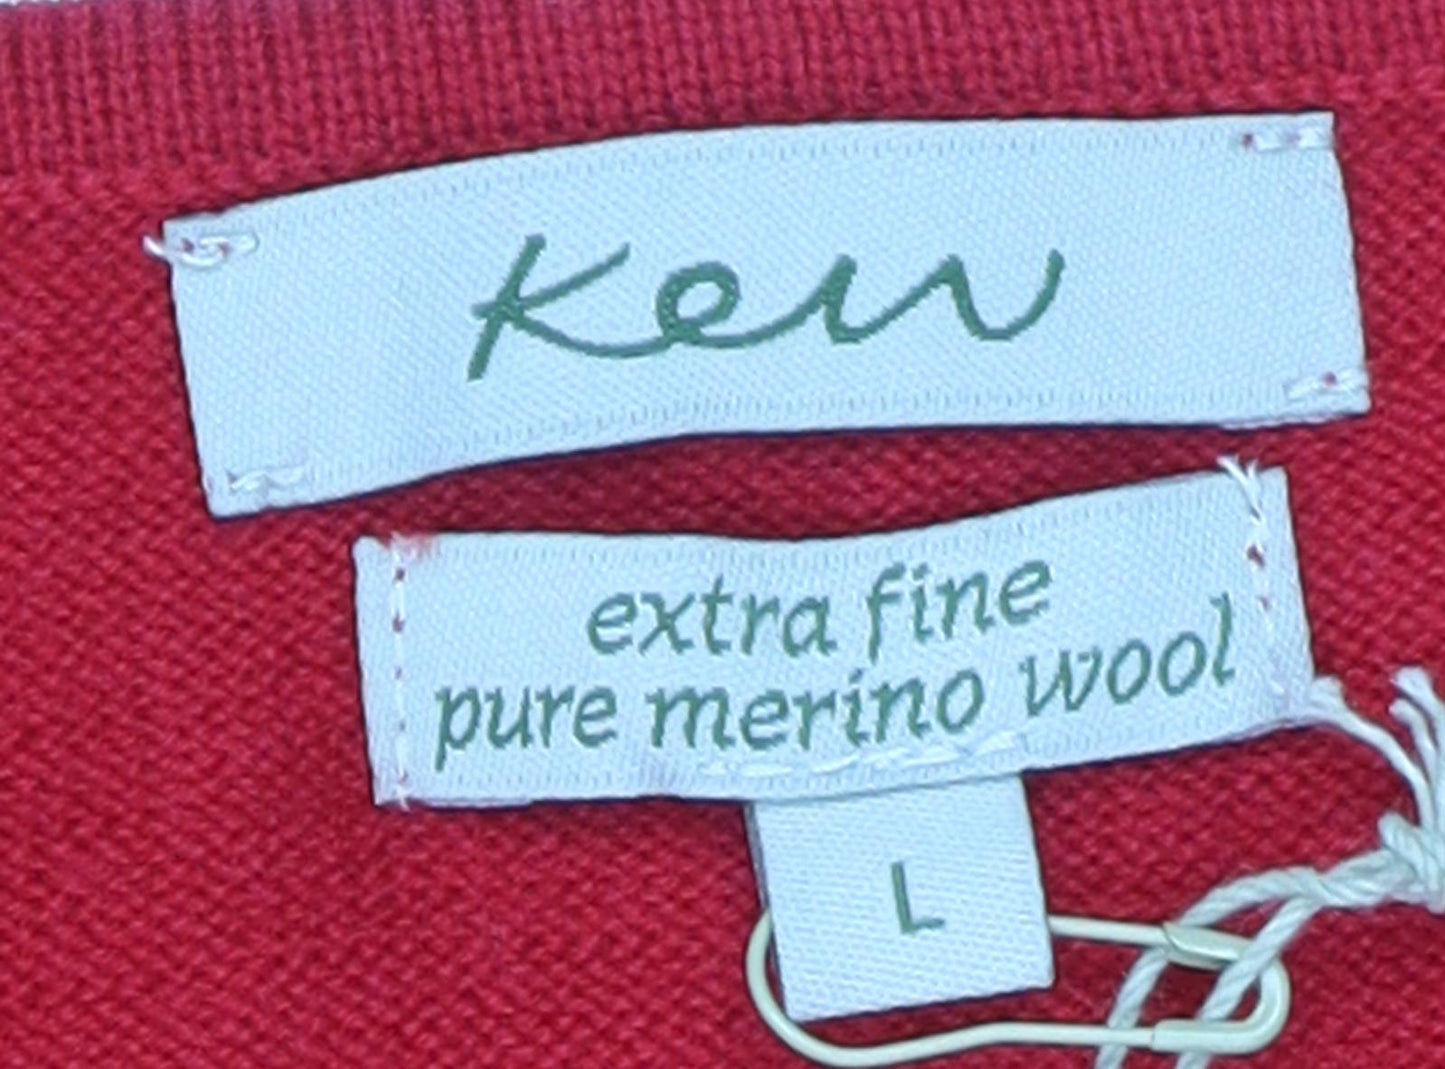 Kew
extra fine
pure merino wool
L